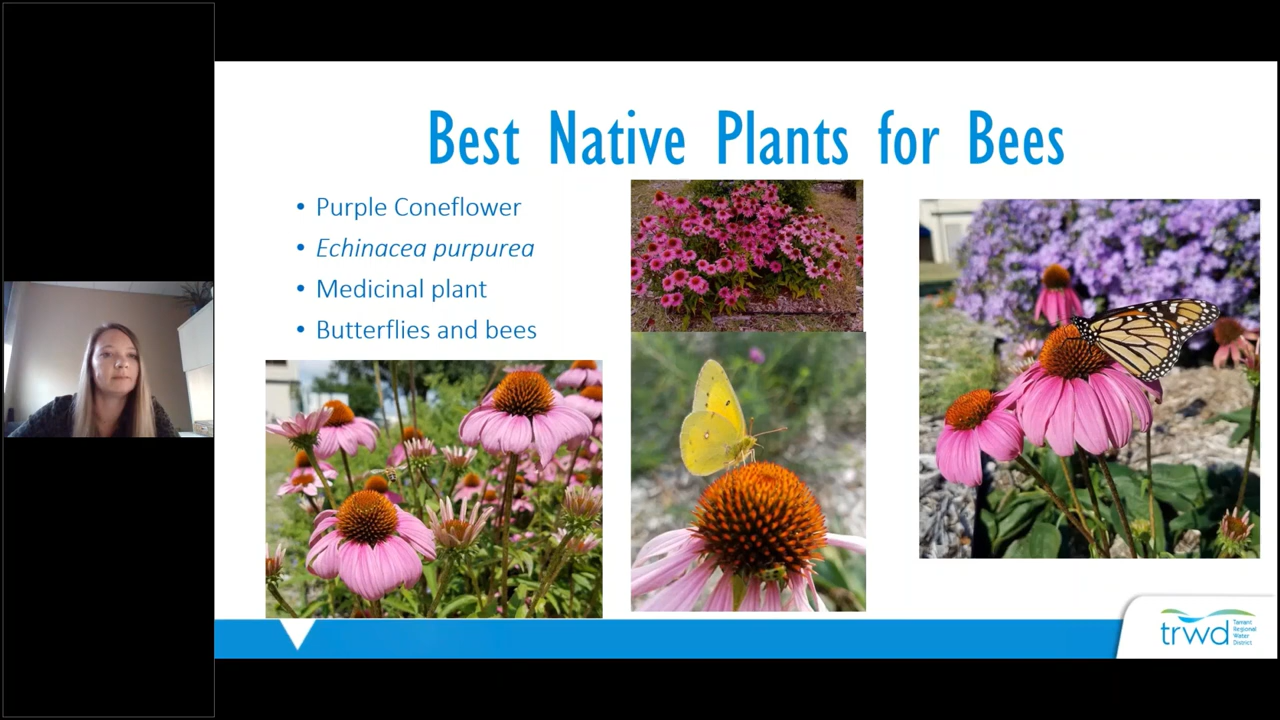 Best Native Plants for Bees
• Purple Coneflower
• Echinacea purpurea
• Medicinal plant
• Butterflies and bees
trwd
Tarrant
Regional
Water
District